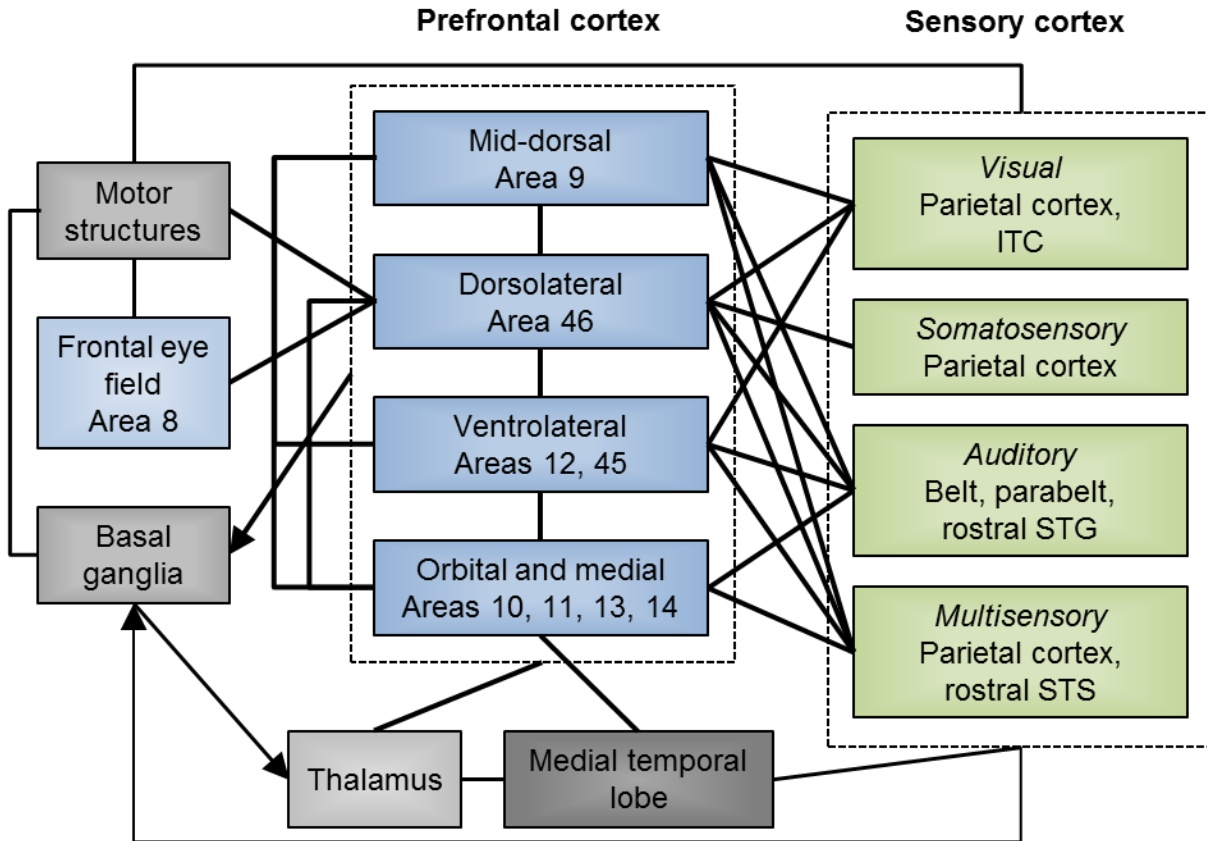 Prefrontal cortex
Sensory cortex
Motor
structures
Frontal eye
field
Area 8
Basal
ganglia
Mid-dorsal
Area 9
Dorsolateral
Area 46
Ventrolateral
Areas 12, 45
Orbital and medial
Areas 10, 11, 13, 14
Visual
Parietal cortex,
ITC
Somatosensory
Parietal cortex
Auditory
Belt, parabelt,
rostral STG
Multisensory
Parietal cortex,
rostral STS
Thalamus
Medial temporal
lobe